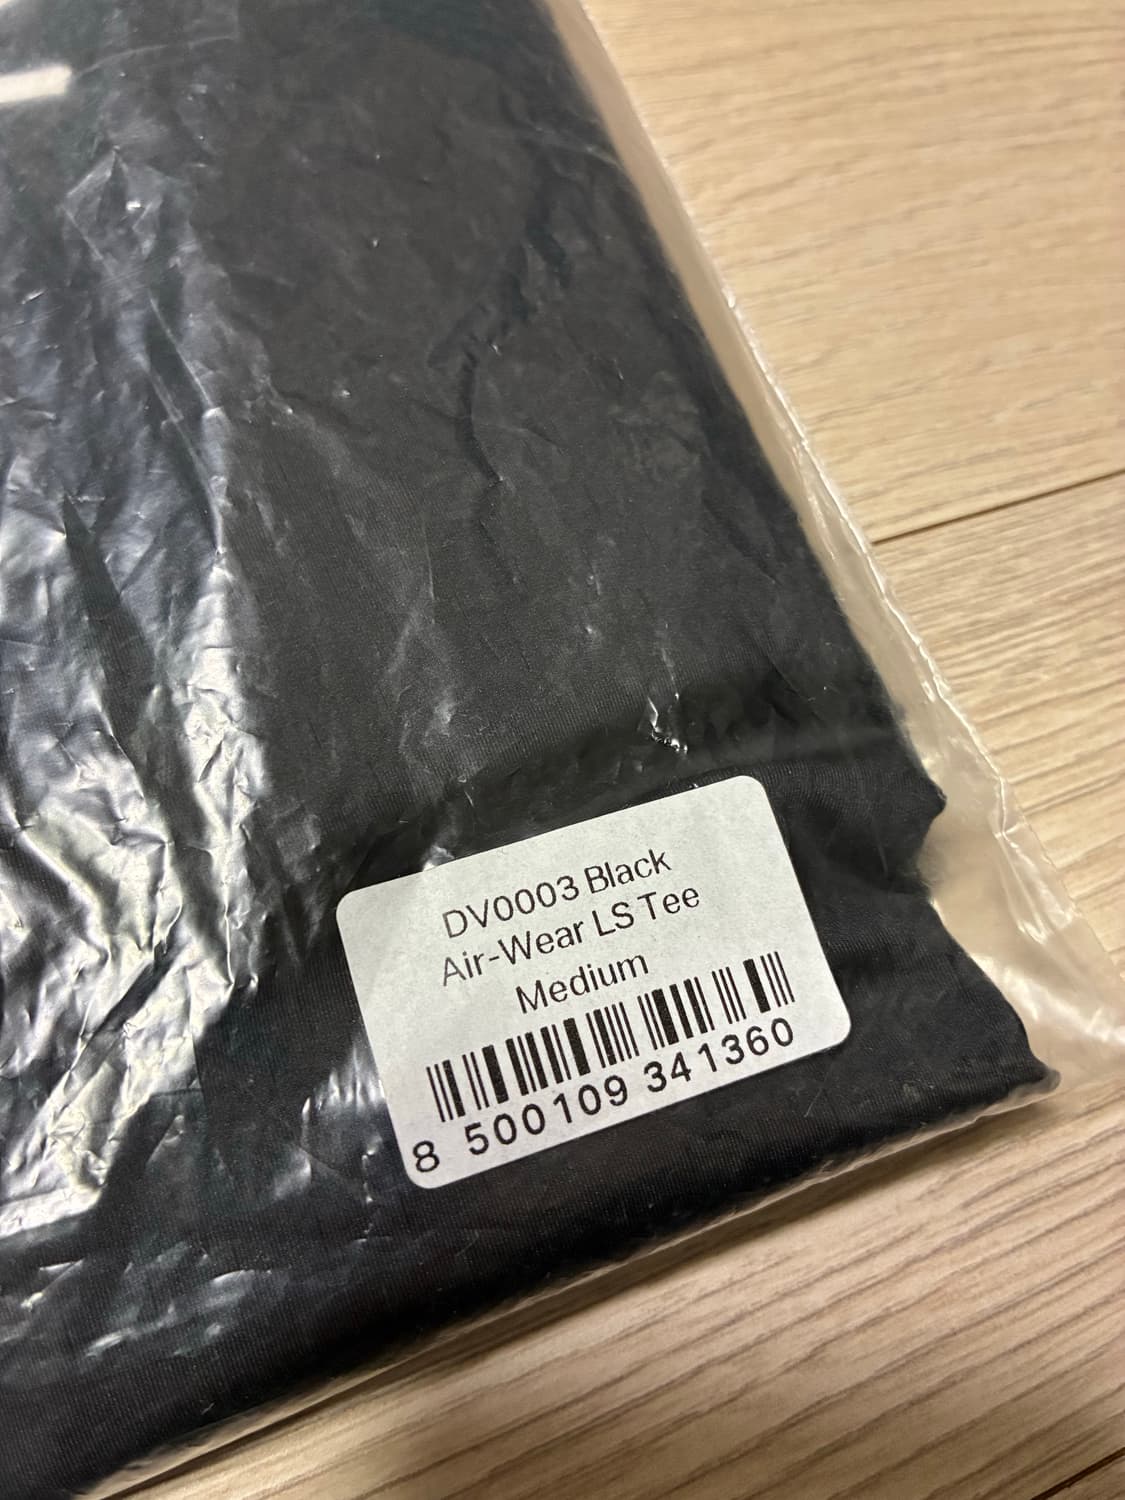 DV0003 Black
Air-Wear LS Tee
Medium
8 500109 341360